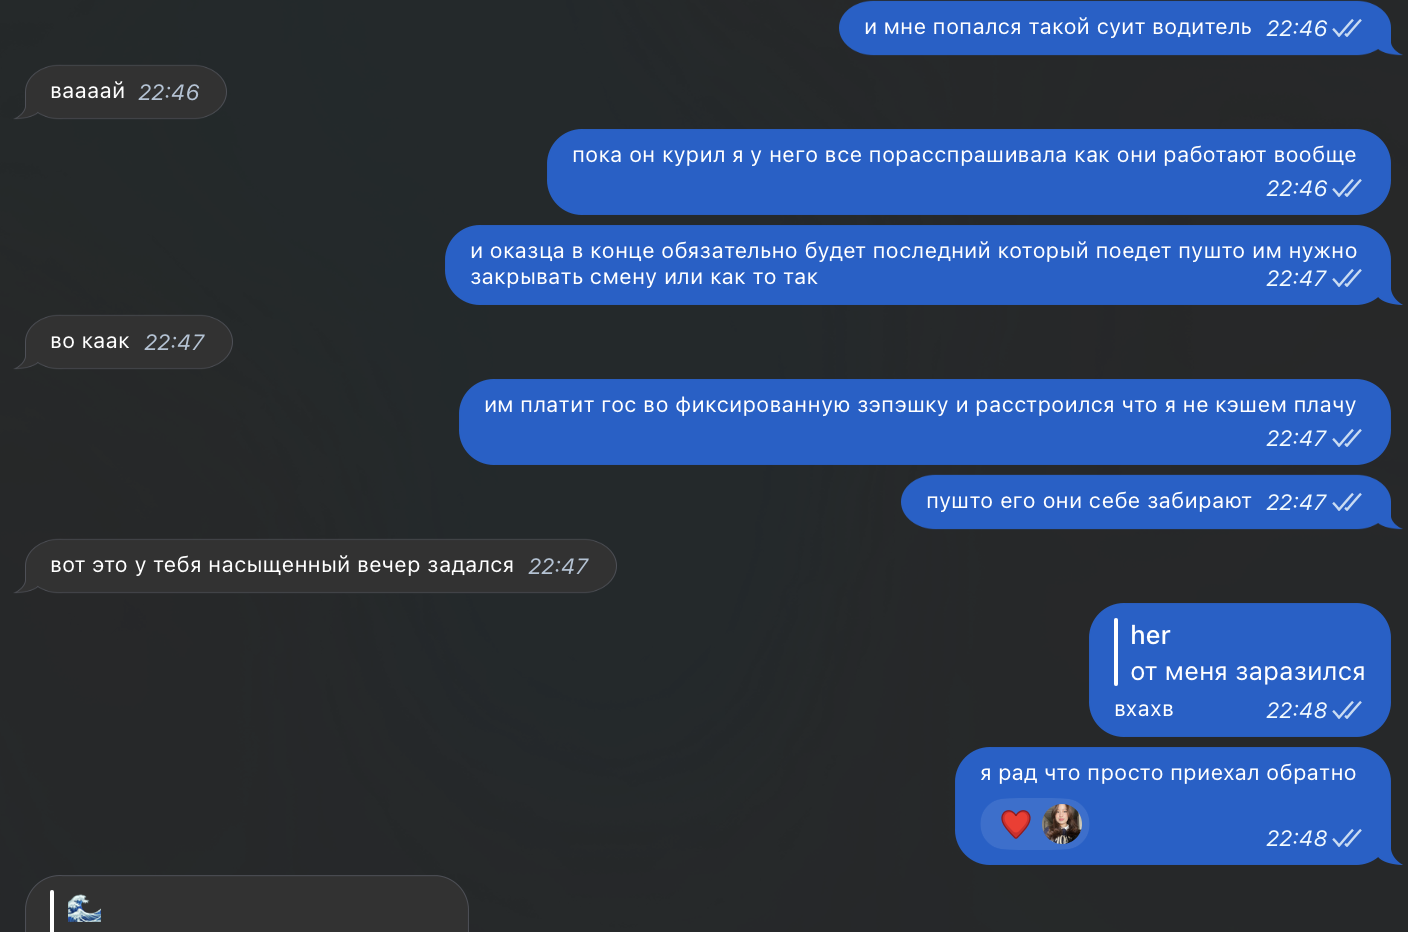 и мне попался такой суит водитель 22:46
ваааай 22:46
пока он курил я у него все порасспрашивала как они работают вообще
22:46
и оказца в конце обязательно будет последний который поедет пушто им нужно
закрывать смену или как то так 22:47
во каак 22:47
им платит гос во фиксированную зэпэшку и расстроился что я не кэшем плачу
22:47
пушто его они себе забирают 22:47
вот это у тебя насыщенный вечер задался 22:47
her
от меня заразился
вхахв 22:48
я рад что просто приехал обратно
22:48